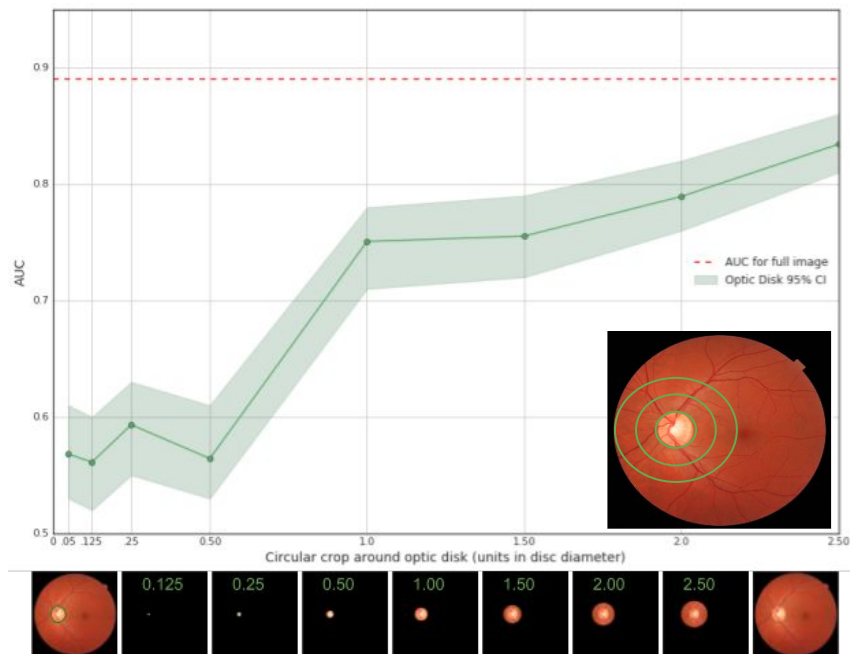 0.9
0.8
0.7
0.6
0.5
AUC
AUC for full image
Optic Disk 95% CI
0 .05 .125 .25 0.50 1.0 1.50 2.0 2.50
Circular crop around optic disk (units in disc diameter)
0.125 0.25 0.50 1.00 1.50 2.00 2.50